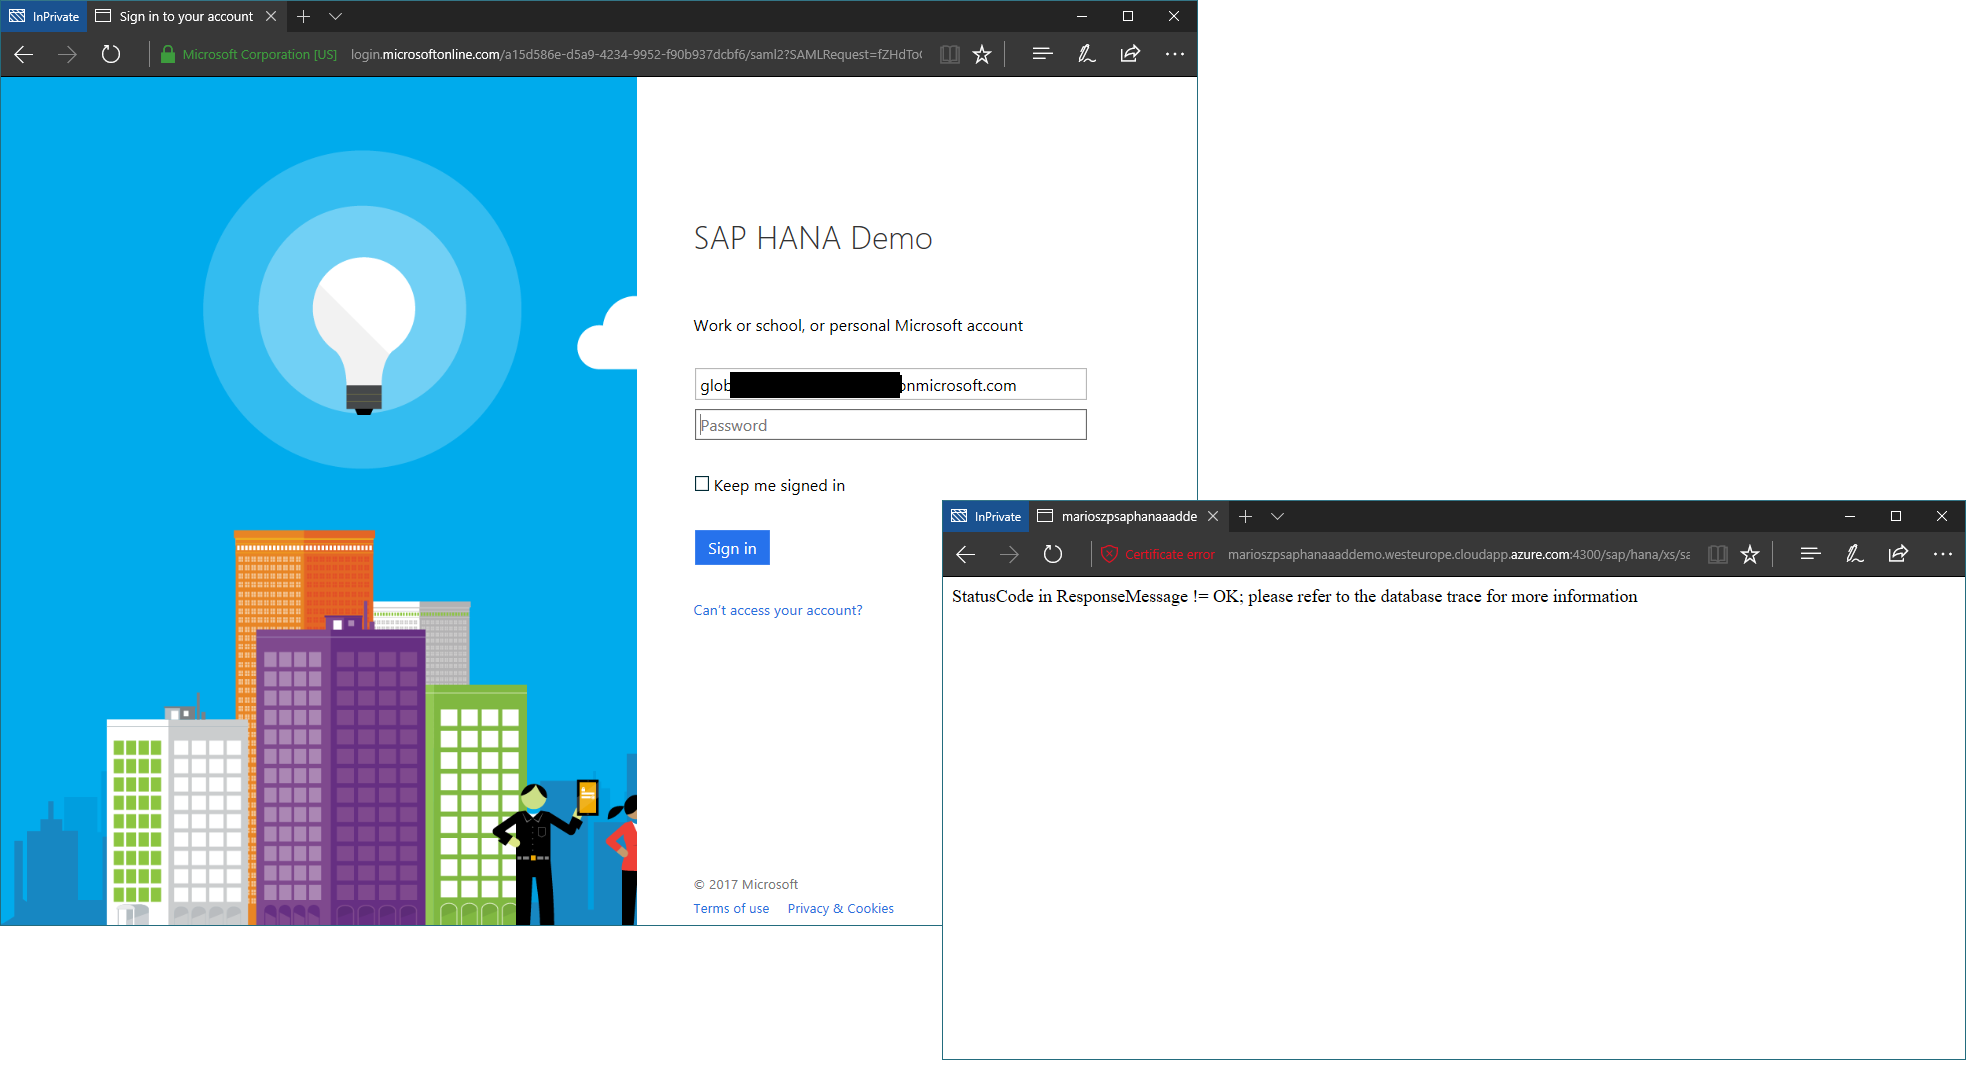 InPrivate
Sign in to your account
Microsoft Corporation [US]
login.microsoftonline.com/a15d586e-d5a9-4234-9952-f90b937dcbf6/saml2?SAMLRequest=fZHdTo
SAP HANA Demo
Work or school, or personal Microsoft account
glob onmicrosoft.com
Password
Keep me signed in
Sign in
Can't access your account?
© 2017 Microsoft
Terms of use Privacy & Cookies
InPrivate
marioszpsaphanaaadde
Certificate error
marioszpsaphanaaaddemo.westeurope.cloudapp.azure.com:4300/sap/hana/xs/sa
StatusCode in ResponseMessage != OK; please refer to the database trace for more information